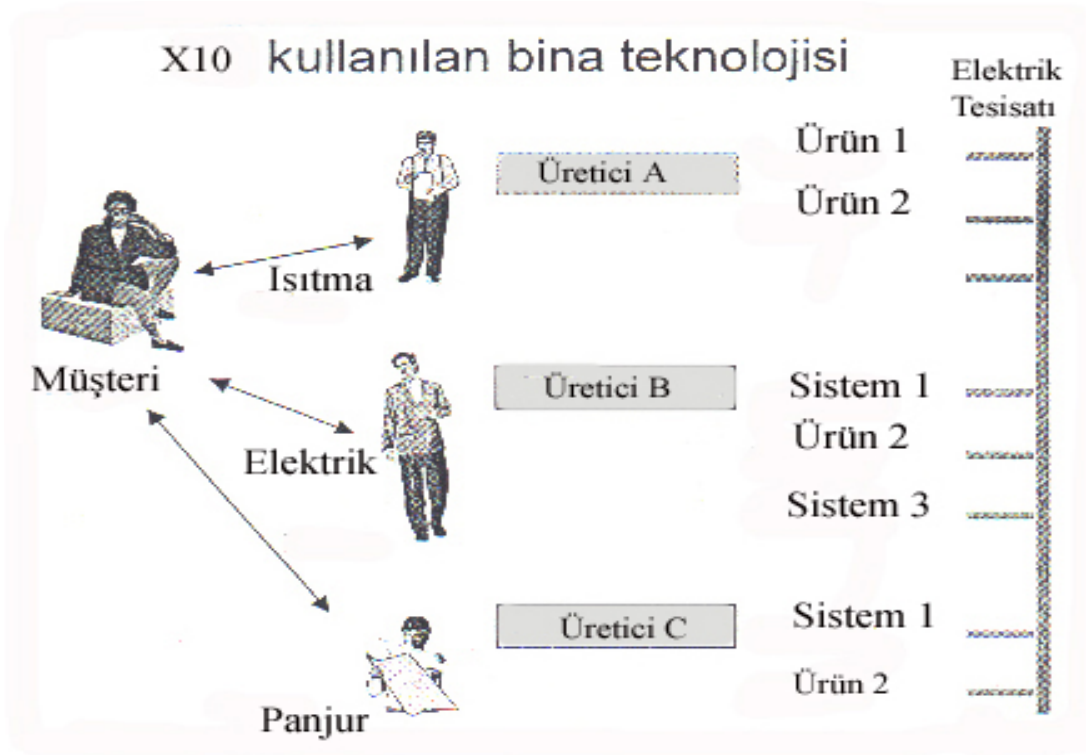 X10 kullanılan bina teknolojisi
Elektrik
Tesisatı
Üretici A
Ürün 1
Ürün 2
Isıtma
Müşteri
Üretici B
Sistem 1
Ürün 2
Elektrik
Sistem 3
Üretici C
Sistem 1
Ürün 2
Panjur